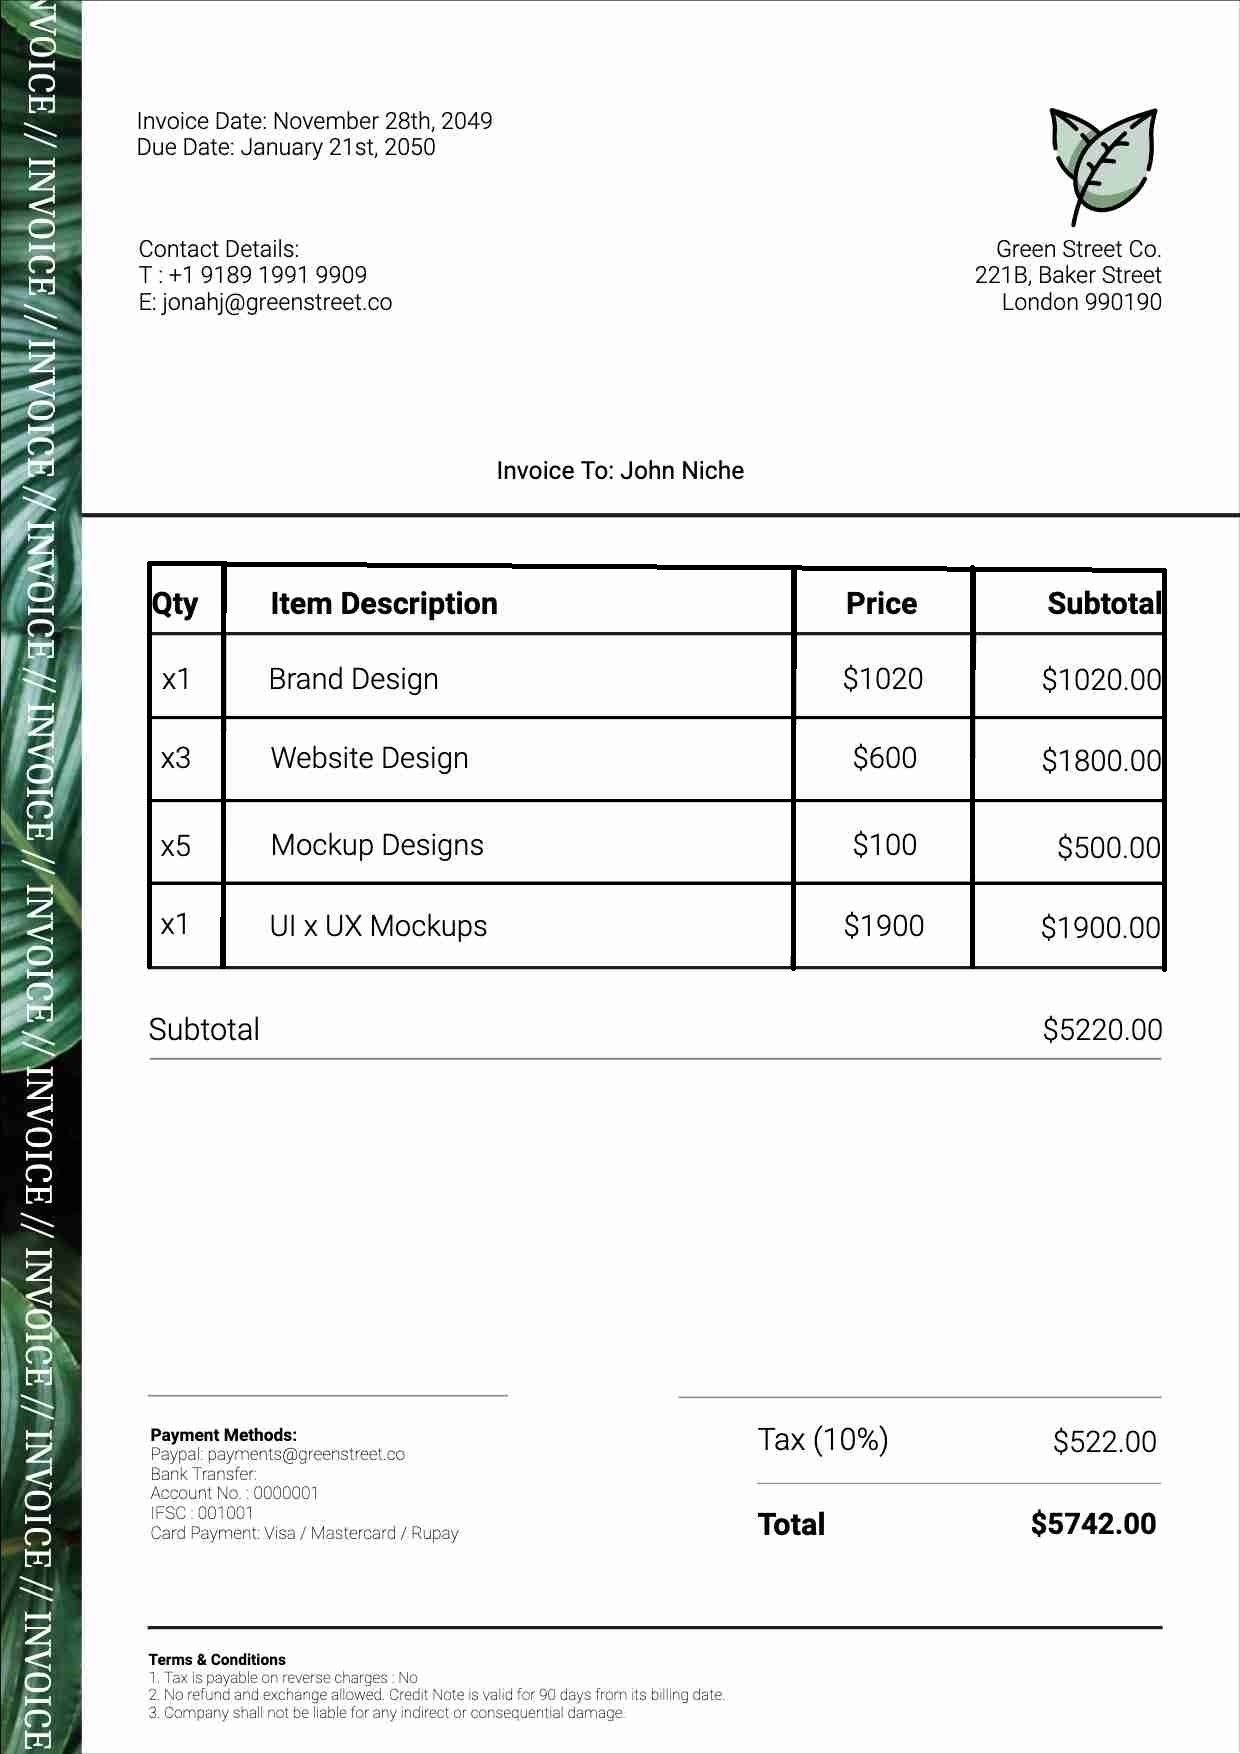 INVOICE // INVOICE // INVOICE // INVOICE // INVOICE // INVOICE // INVOICE // INVOICE // INVOICE // INVOICE
Invoice Date: November 28th, 2049
Due Date: January 21st, 2050
Contact Details:
T : +1 9189 1991 9909
E: jonahj@greenstreet.co
Green Street Co.
221B, Baker Street
London 990190
Invoice To: John Niche
Qty Item Description Price Subtotal
x1 Brand Design $1020 $1020.00
x3 Website Design $600 $1800.00
x5 Mockup Designs $100 $500.00
x1 UI x UX Mockups $1900 $1900.00
Subtotal $5220.00
Payment Methods:
Paypal: payments@greenstreet.co
Bank Transfer:
Account No. : 0000001
IFSC : 001001
Card Payment: Visa / Mastercard / Rupay
Tax (10%) $522.00
Total $5742.00
Terms & Conditions
1. Tax is payable on reverse charges : No
2. No refund and exchange allowed. Credit Note is valid for 90 days from its billing date.
3. Company shall not be liable for any indirect or consequential damage.